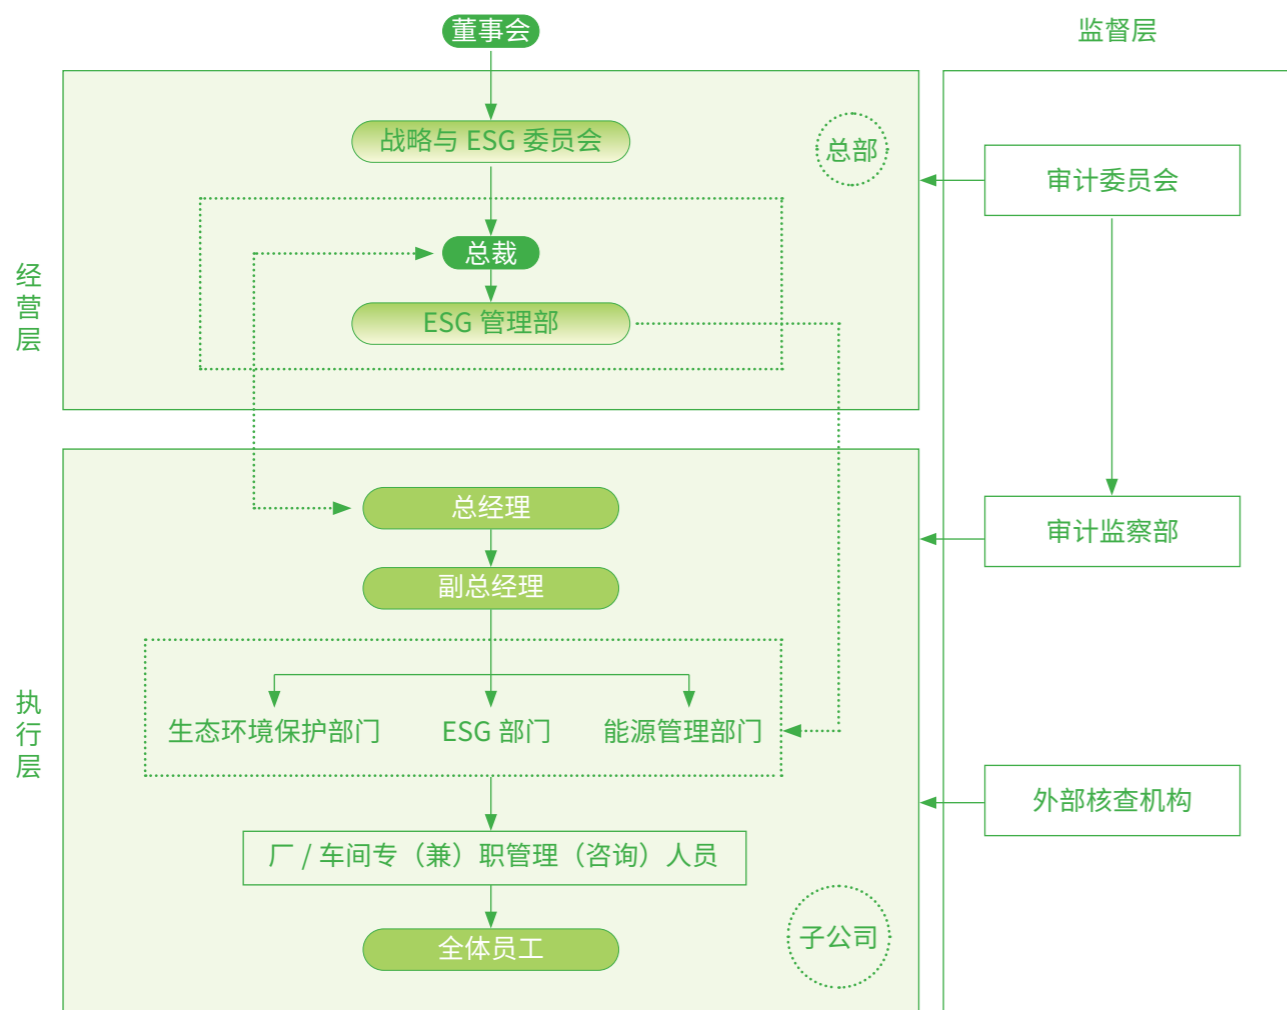 董事会
监督层
战略与 ESG 委员会
总部
审计委员会
总裁
经营层
ESG 管理部
总经理
审计监察部
副总经理
执行层
生态环境保护部门
ESG 部门
能源管理部门
外部核查机构
厂 / 车间专（兼）职管理（咨询）人员
子公司
全体员工